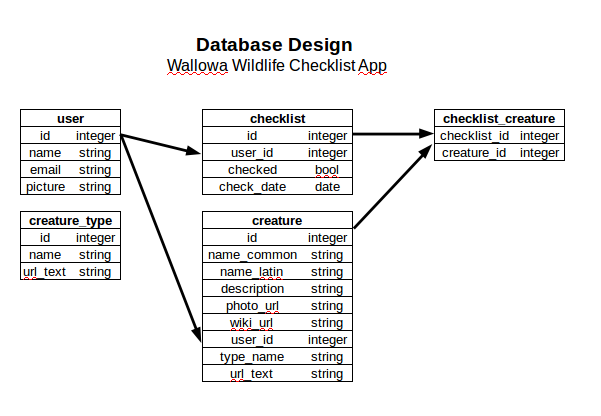 Database Design
Wallowa Wildlife Checklist App
user
id integer
name string
email string
picture string
creature_type
id integer
name string
url_text string
checklist
id integer
user_id integer
checked bool
check_date date
creature
id integer
name_common string
name_latin string
description string
photo_url string
wiki_url string
user_id integer
type_name string
url_text string
checklist_creature
checklist_id integer
creature_id integer